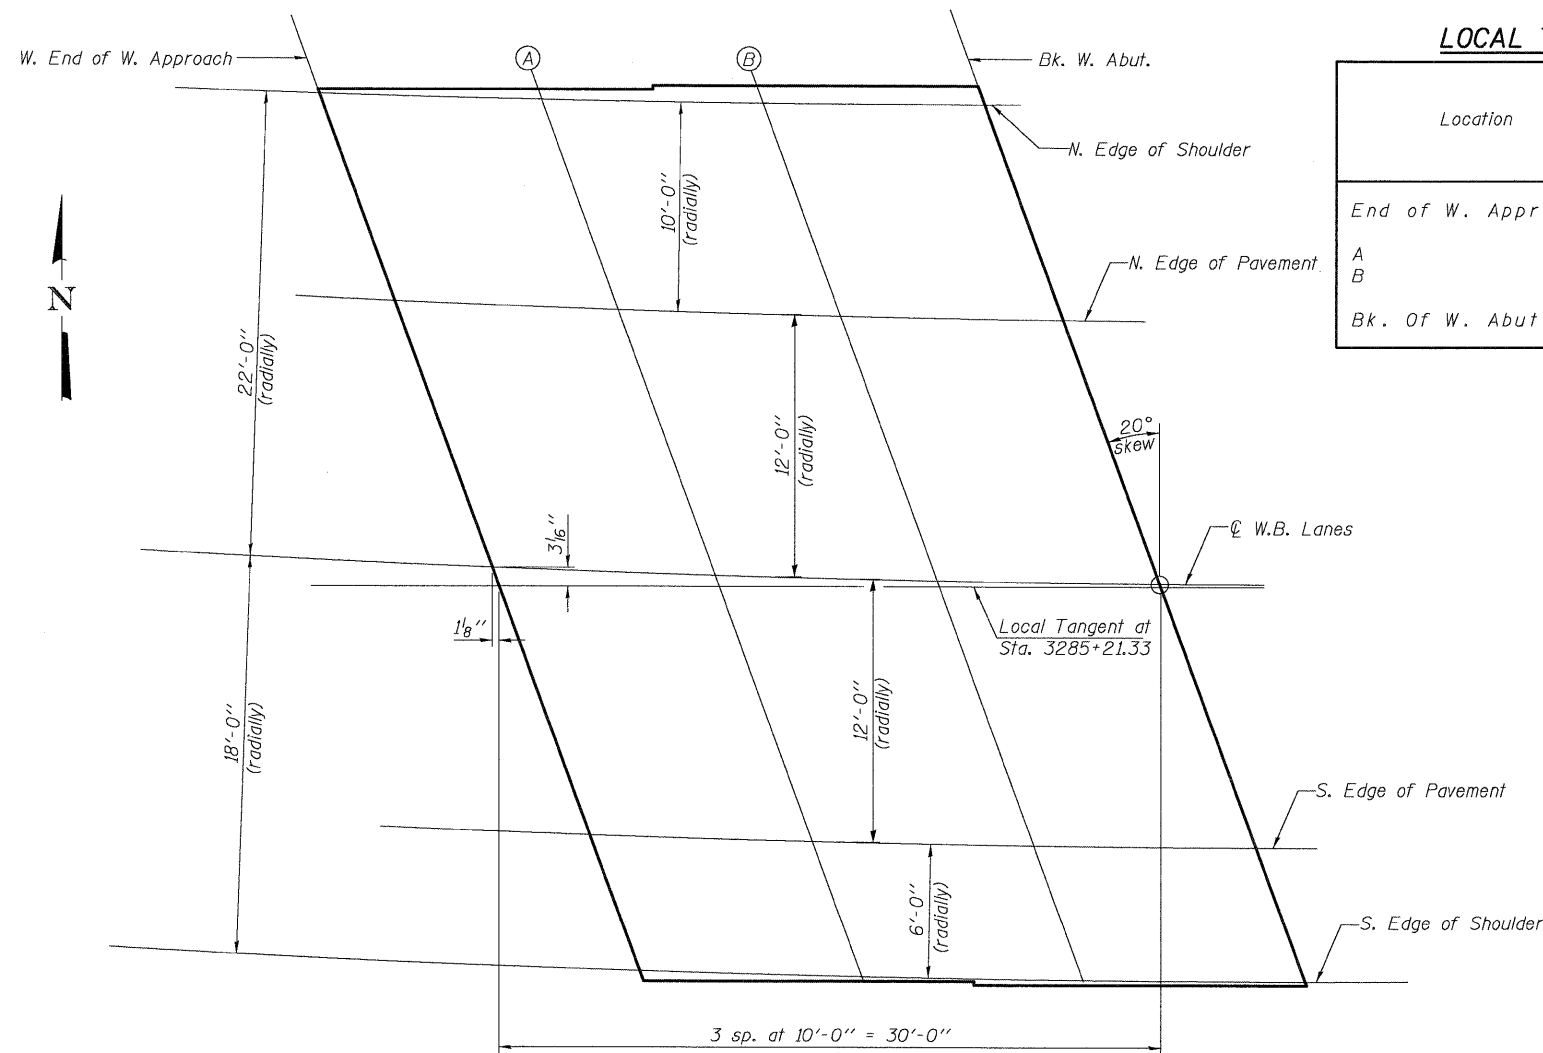 LOCAL
W. End of W. Approach
A
B
Bk. W. Abut.
Location
N. Edge of Shoulder
10'-0"
(radially)
End of W. Appr
A
B
Bk. Of W. Abut
N. Edge of Pavement
N
22'-0"
(radially)
12'-0"
(radially)
20°
skew
3 1/16"
℄ W.B. Lanes
1 1/8"
Local Tangent at
Sta. 3285+21.33
18'-0"
(radially)
12'-0"
(radially)
S. Edge of Pavement
6'-0"
(radially)
S. Edge of Shoulder
3 sp. at 10'-0" = 30'-0"